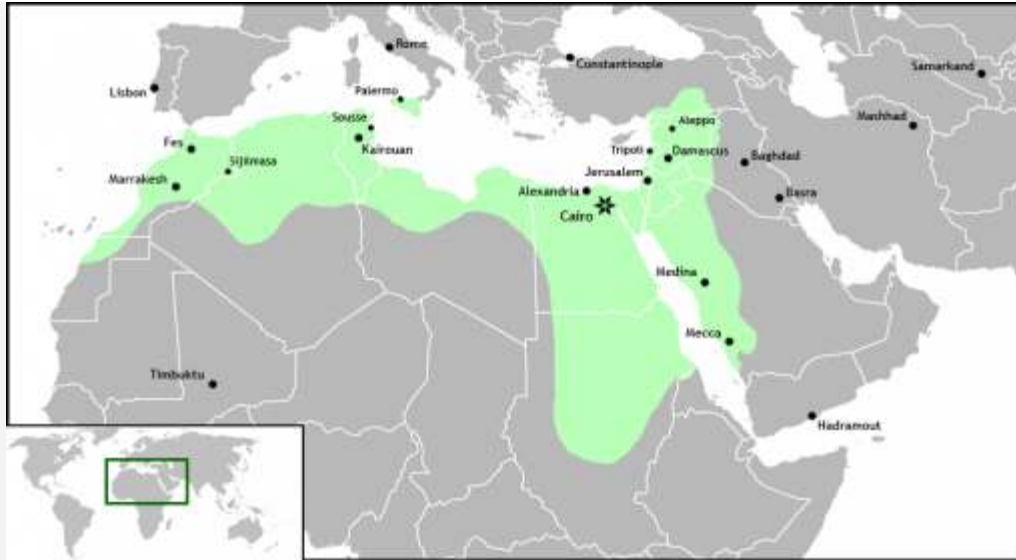 Rome
Constantinople
Samarkand
Lisbon
Palermo
Mashhad
Sousse
Aleppo
Fes
Kairouan
Tripoli
Damascus
Baghdad
Sijilmasa
Jerusalem
Marrakesh
Alexandria
Basra
Cairo
Medina
Mecca
Timbuktu
Hadramout